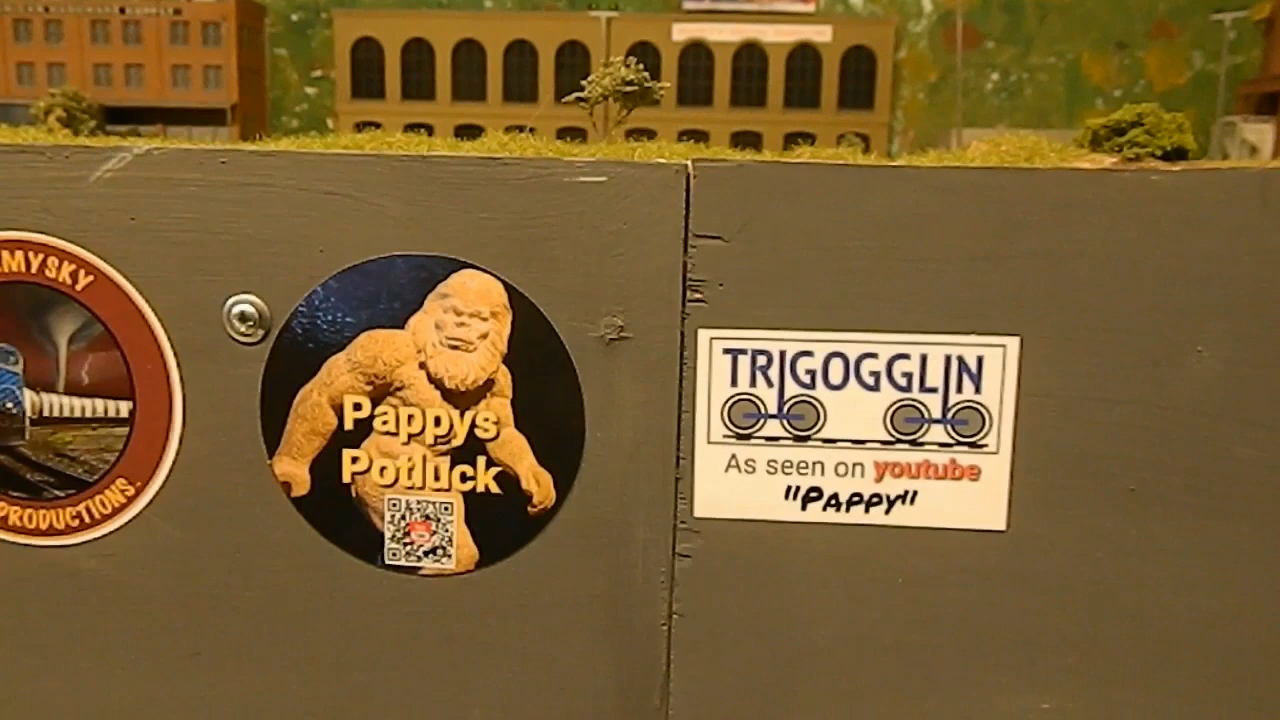 MYSKY
PRODUCTIONS
Pappys
Potluck
TRIGOGGLIN
As seen on youtube
"PAPPY"